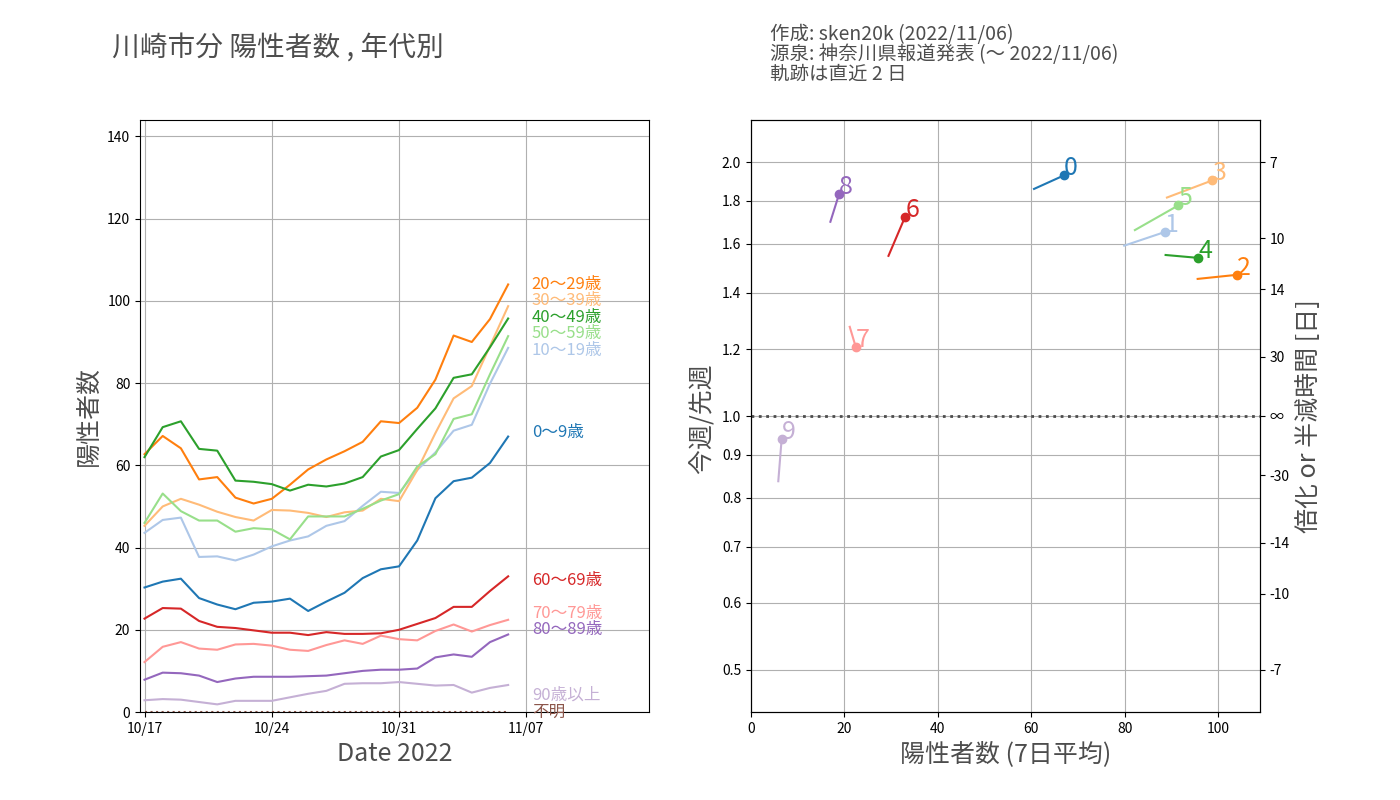 川崎市分 陽性者数 , 年代別
作成: sken20k (2022/11/06)
源泉: 神奈川県報道発表 (〜 2022/11/06)
軌跡は直近 2 日
陽性者数
140
120
100
80
60
40
20
0
10/17
10/24
10/31
11/07
Date 2022
20〜29歳
30〜39歳
40〜49歳
50〜59歳
10〜19歳
0〜9歳
60〜69歳
70〜79歳
80〜89歳
90歳以上
不明
今週/先週
2.0
1.8
1.6
1.4
1.2
1.0
0.9
0.8
0.7
0.6
0.5
0
3
8
5
6
1
4
2
7
9
7
10
14
30
∞
-30
-14
-10
-7
倍化 or 半減時間 [日]
0
20
40
60
80
100
陽性者数 (7日平均)